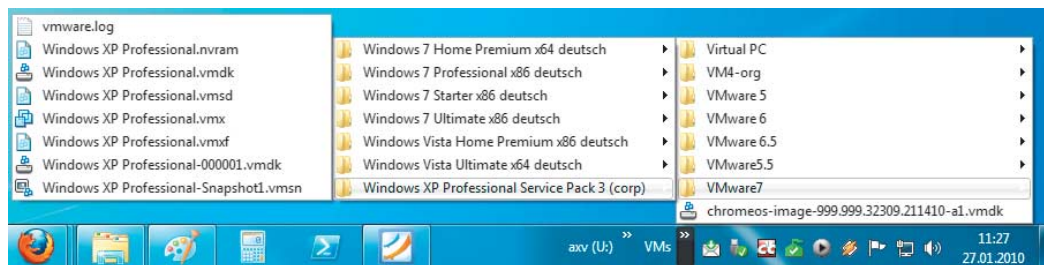 vmware.log
Windows XP Professional.nvram
Windows XP Professional.vmdk
Windows XP Professional.vmsd
Windows XP Professional.vmx
Windows XP Professional.vmxf
Windows XP Professional-000001.vmdk
Windows XP Professional-Snapshot1.vmsn
Windows 7 Home Premium x64 deutsch
Windows 7 Professional x86 deutsch
Windows 7 Starter x86 deutsch
Windows 7 Ultimate x86 deutsch
Windows Vista Home Premium x86 deutsch
Windows Vista Ultimate x64 deutsch
Windows XP Professional Service Pack 3 (corp)
Virtual PC
VM4-org
VMware 5
VMware 6
VMware 6.5
VMware5.5
VMware7
chromeos-image-999.999.32309.211410-a1.vmdk
axv (U:) » VMs »
11:27
27.01.2010